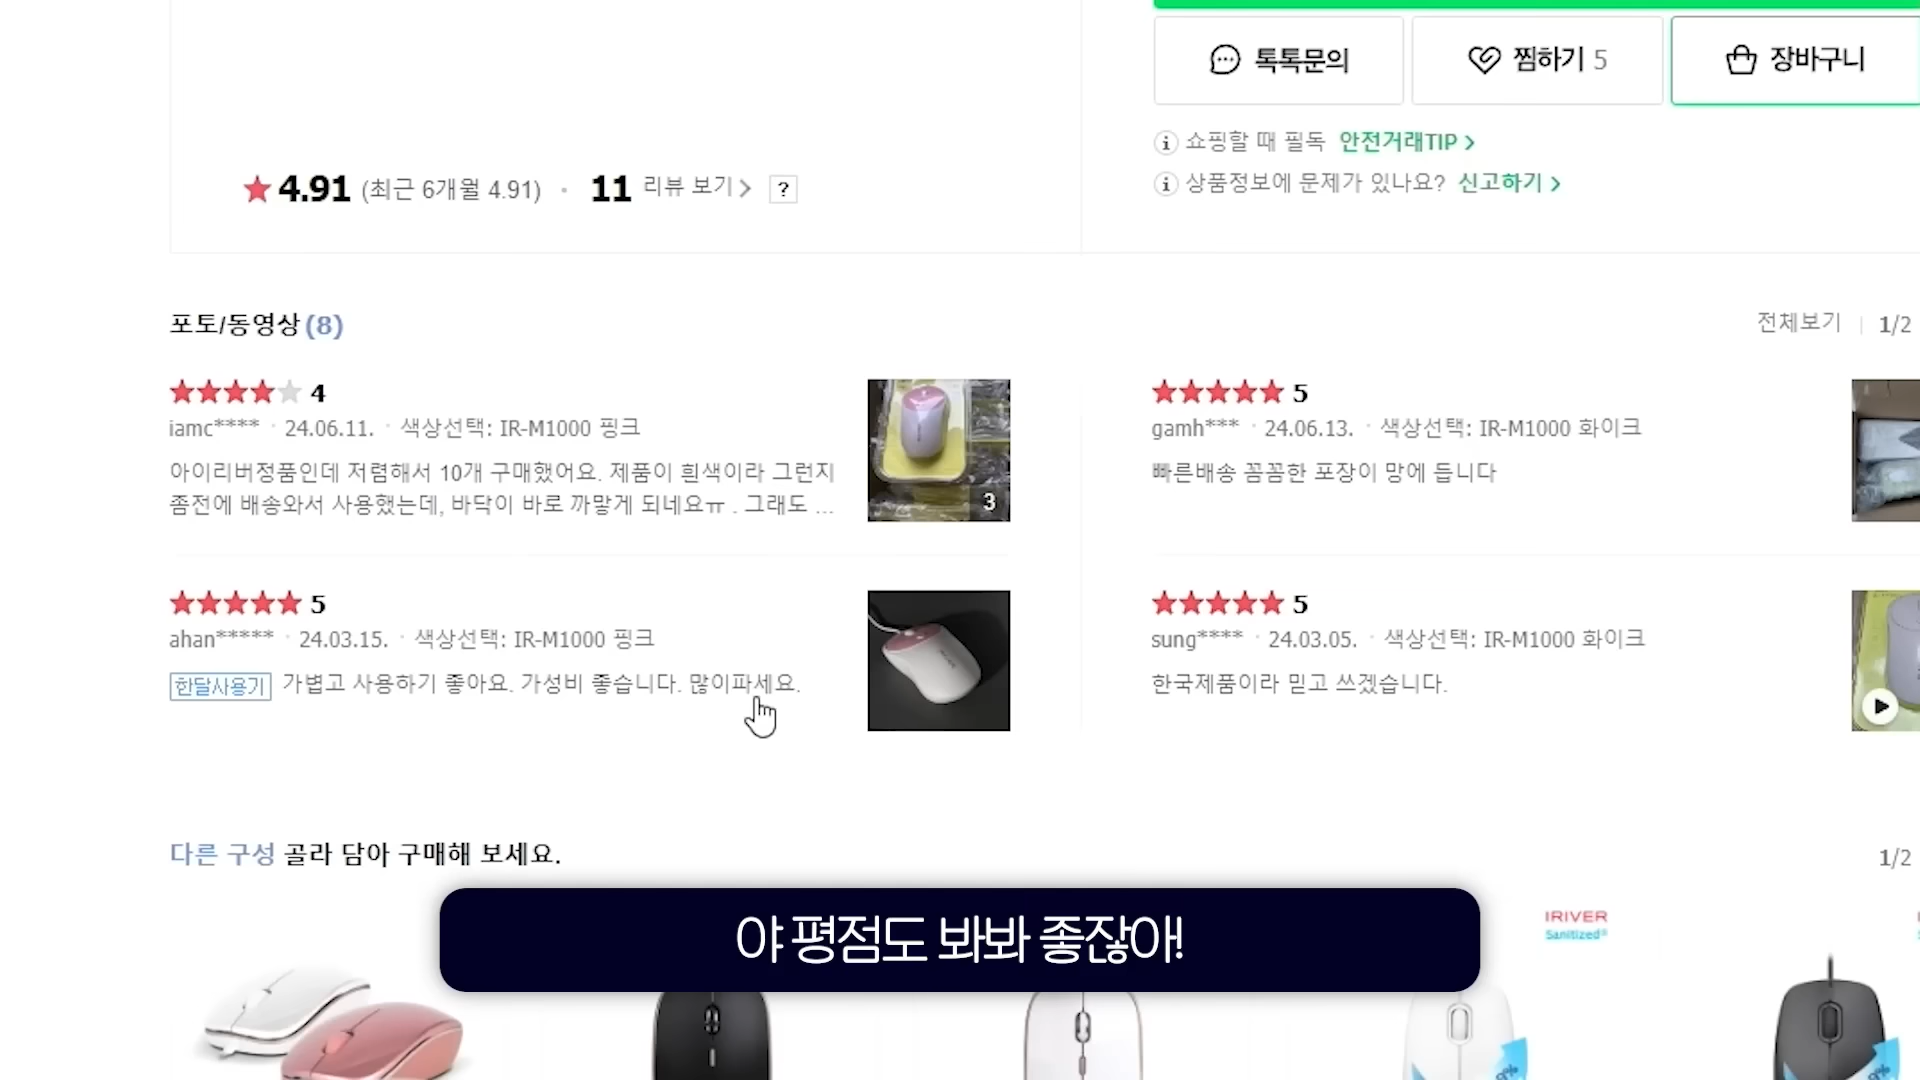 톡톡문의
찜하기 5
장바구니
쇼핑할 때 필독 안전거래TIP
상품정보에 문제가 있나요? 신고하기
4.91 (최근 6개월 4.91) · 11 리뷰 보기 ?
포토/동영상 (8)
전체보기 1/2
4
iamc**** · 24.06.11. · 색상선택: IR-M1000 핑크
아이리버정품인데 저렴해서 10개 구매했어요. 제품이 흰색이라 그런지
좀전에 배송와서 사용했는데, 바닥이 바로 까맣게 되네요ㅠ . 그래도 ...
3
5
gamh*** · 24.06.13. · 색상선택: IR-M1000 화이크
빠른배송 꼼꼼한 포장이 망에 듭니다
5
ahan***** · 24.03.15. · 색상선택: IR-M1000 핑크
한달사용기 가볍고 사용하기 좋아요. 가성비 좋습니다. 많이파세요.
5
sung**** · 24.03.05. · 색상선택: IR-M1000 화이크
한국제품이라 믿고 쓰겠습니다.
다른 구성 골라 담아 구매해 보세요.
1/2
야 평점도 봐봐 좋잖아!
IRIVER
Sanitized®